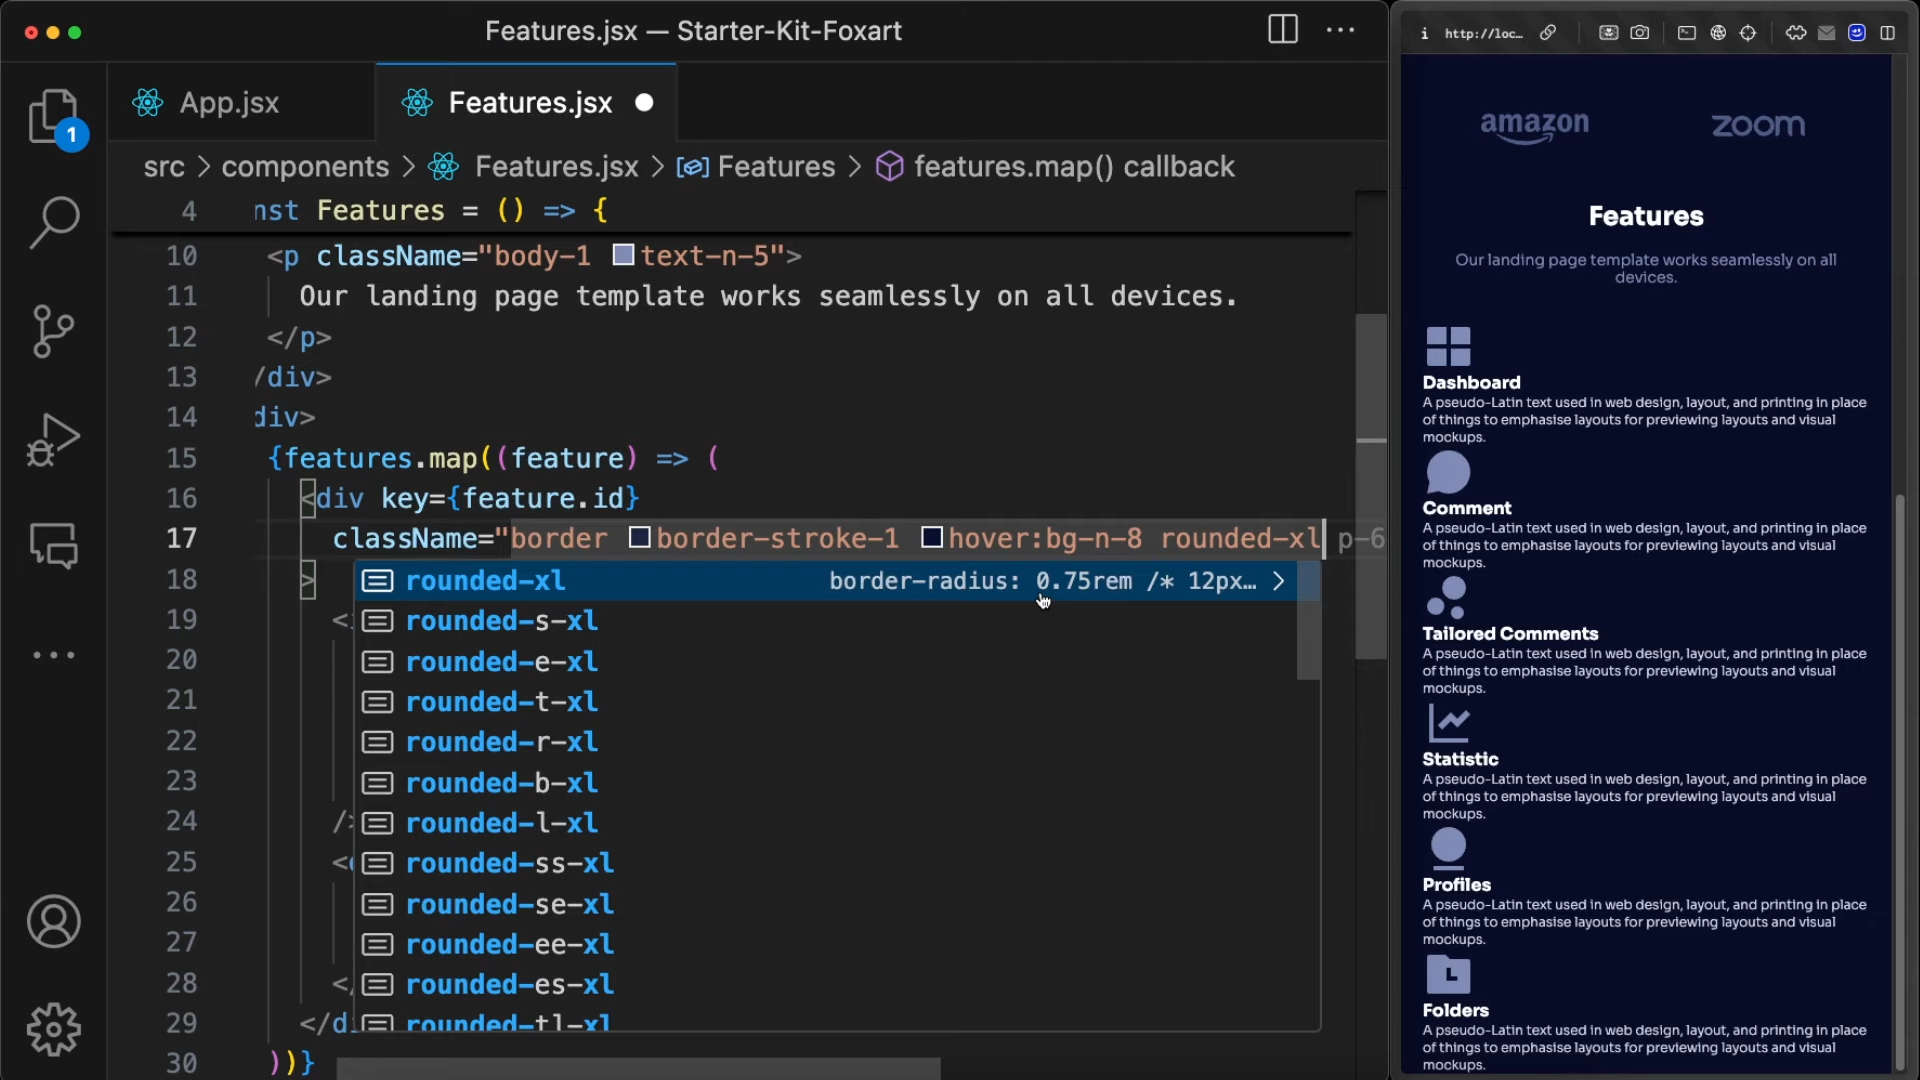 Features.jsx — Starter-Kit-Foxart
App.jsx
Features.jsx
1
src > components > Features.jsx > Features > features.map() callback
4 nst Features = () => {
10 <p className="body-1 text-n-5">
11 Our landing page template works seamlessly on all devices.
12 </p>
13 /div>
14 div>
15 {features.map((feature) => (
16 <div key={feature.id}
17 className="border border-stroke-1 hover:bg-n-8 rounded-xl p-6
18 >
rounded-xl border-radius: 0.75rem /* 12px… >
19 <
rounded-s-xl
20
rounded-e-xl
21
rounded-t-xl
22
rounded-r-xl
23
rounded-b-xl
24 />
rounded-l-xl
25 <
rounded-ss-xl
26
rounded-se-xl
27
rounded-ee-xl
28 </
rounded-es-xl
29 </d
rounded-tl-xl
30 ))}
http://loc…
amazon
zoom
Features
Our landing page template works seamlessly on all
devices.
Dashboard
A pseudo-Latin text used in web design, layout, and printing in place
of things to emphasise layouts for previewing layouts and visual
mockups.
Comment
A pseudo-Latin text used in web design, layout, and printing in place
of things to emphasise layouts for previewing layouts and visual
mockups.
Tailored Comments
A pseudo-Latin text used in web design, layout, and printing in place
of things to emphasise layouts for previewing layouts and visual
mockups.
Statistic
A pseudo-Latin text used in web design, layout, and printing in place
of things to emphasise layouts for previewing layouts and visual
mockups.
Profiles
A pseudo-Latin text used in web design, layout, and printing in place
of things to emphasise layouts for previewing layouts and visual
mockups.
Folders
A pseudo-Latin text used in web design, layout, and printing in place
of things to emphasise layouts for previewing layouts and visual
mockups.